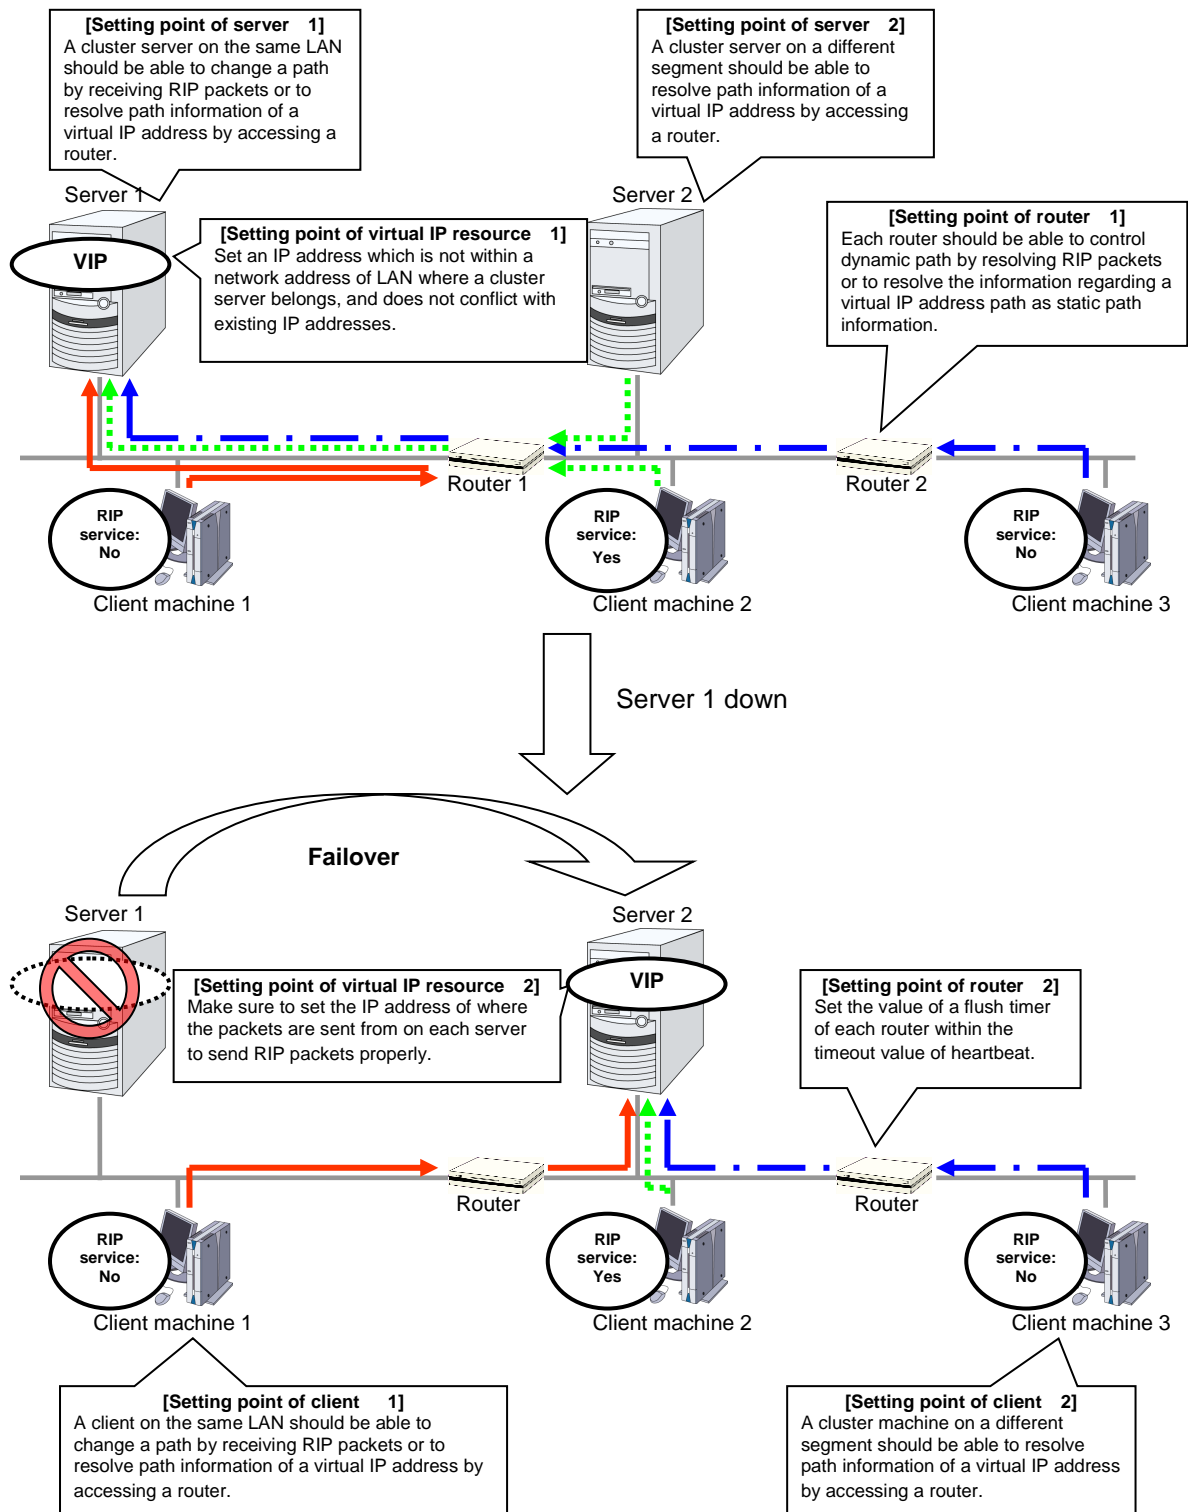 [Setting point of server 1]
A cluster server on the same LAN
should be able to change a path
by receiving RIP packets or to
resolve path information of a
virtual IP address by accessing a
router.
[Setting point of server 2]
A cluster server on a different
segment should be able to
resolve path information of a
virtual IP address by accessing
a router.
Server 1
Server 2
VIP
[Setting point of virtual IP resource 1]
Set an IP address which is not within a
network address of LAN where a cluster
server belongs, and does not conflict with
existing IP addresses.
[Setting point of router 1]
Each router should be able to control
dynamic path by resolving RIP packets
or to resolve the information regarding a
virtual IP address path as static path
information.
Router 1
Router 2
RIP
service:
No
RIP
service:
Yes
RIP
service:
No
Client machine 1
Client machine 2
Client machine 3
Server 1 down
Failover
Server 1
Server 2
VIP
[Setting point of virtual IP resource 2]
Make sure to set the IP address of where
the packets are sent from on each server
to send RIP packets properly.
[Setting point of router 2]
Set the value of a flush timer
of each router within the
timeout value of heartbeat.
Router
Router
RIP
service:
No
RIP
service:
Yes
RIP
service:
No
Client machine 1
Client machine 2
Client machine 3
[Setting point of client 1]
A client on the same LAN should be able to
change a path by receiving RIP packets or to
resolve path information of a virtual IP address by
accessing a router.
[Setting point of client 2]
A cluster machine on a different
segment should be able to resolve
path information of a virtual IP address
by accessing a router.